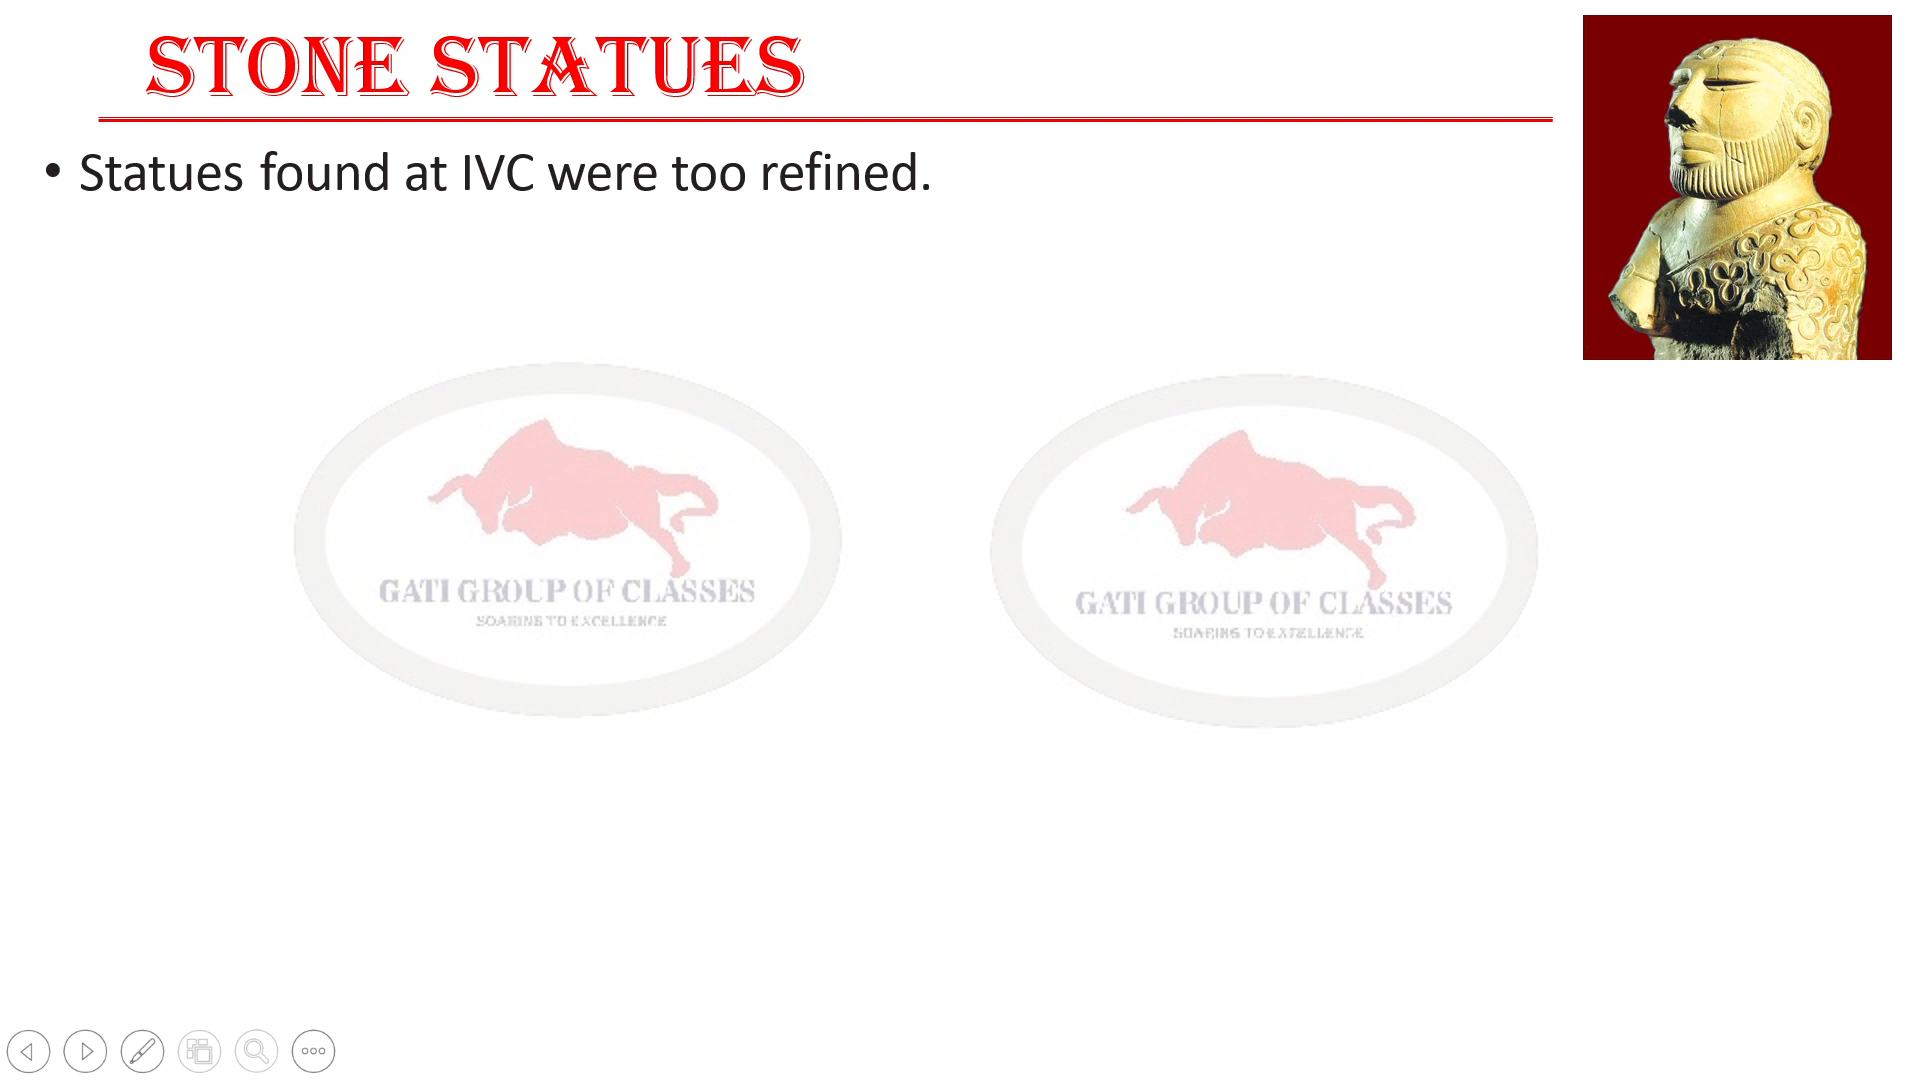 STONE STATUES
• Statues found at IVC were too refined.
GATI GROUP OF CLASSES
SOARING TO EXCELLENCE
GATI GROUP OF CLASSES
SOARING TO EXCELLENCE